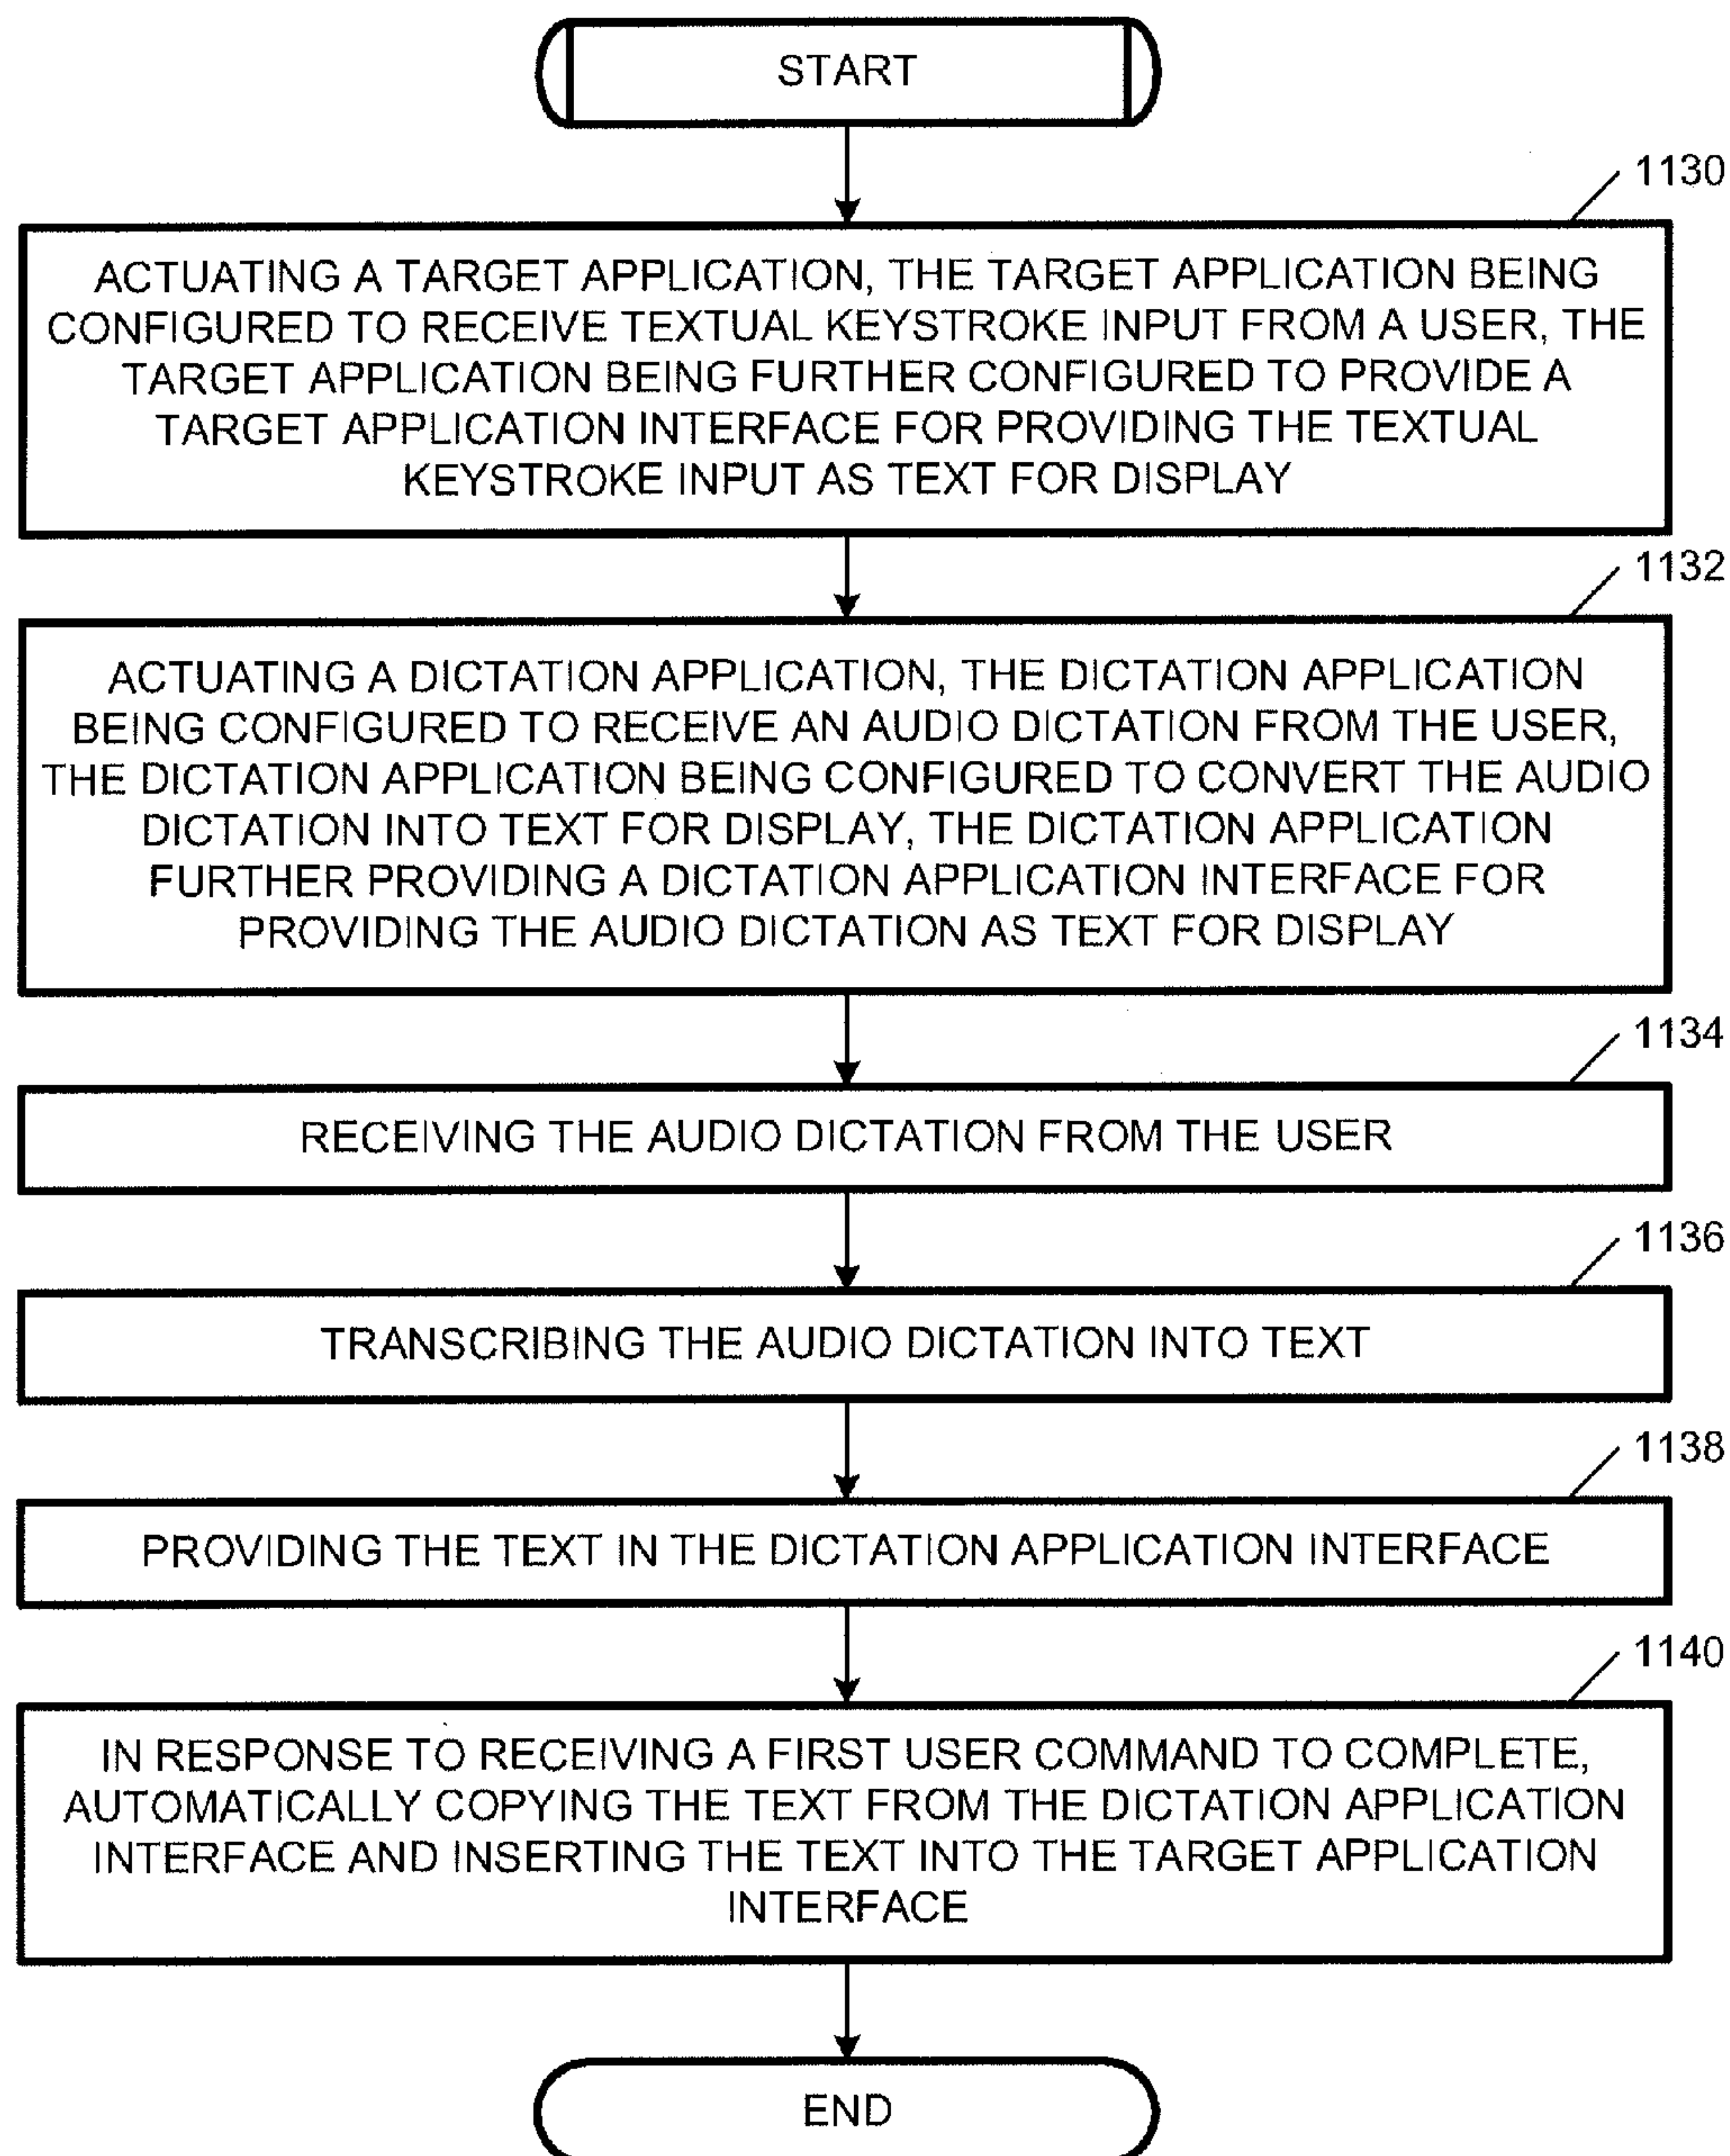 START
1130
ACTUATING A TARGET APPLICATION, THE TARGET APPLICATION BEING
CONFIGURED TO RECEIVE TEXTUAL KEYSTROKE INPUT FROM A USER, THE
TARGET APPLICATION BEING FURTHER CONFIGURED TO PROVIDE A
TARGET APPLICATION INTERFACE FOR PROVIDING THE TEXTUAL
KEYSTROKE INPUT AS TEXT FOR DISPLAY
1132
ACTUATING A DICTATION APPLICATION, THE DICTATION APPLICATION
BEING CONFIGURED TO RECEIVE AN AUDIO DICTATION FROM THE USER,
THE DICTATION APPLICATION BEING CONFIGURED TO CONVERT THE AUDIO
DICTATION INTO TEXT FOR DISPLAY, THE DICTATION APPLICATION
FURTHER PROVIDING A DICTATION APPLICATION INTERFACE FOR
PROVIDING THE AUDIO DICTATION AS TEXT FOR DISPLAY
1134
RECEIVING THE AUDIO DICTATION FROM THE USER
1136
TRANSCRIBING THE AUDIO DICTATION INTO TEXT
1138
PROVIDING THE TEXT IN THE DICTATION APPLICATION INTERFACE
1140
IN RESPONSE TO RECEIVING A FIRST USER COMMAND TO COMPLETE,
AUTOMATICALLY COPYING THE TEXT FROM THE DICTATION APPLICATION
INTERFACE AND INSERTING THE TEXT INTO THE TARGET APPLICATION
INTERFACE
END